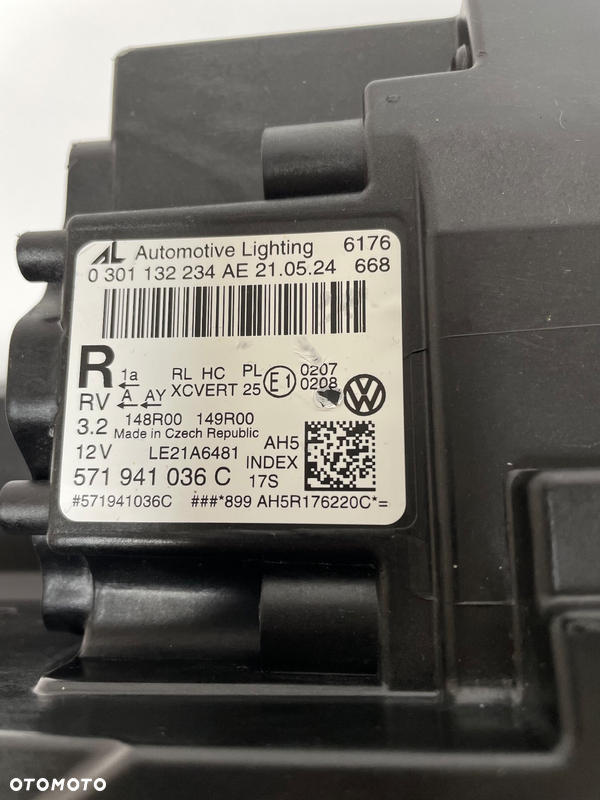 AL Automotive Lighting 6176
0 301 132 234 AE 21.05.24 668
R 1a RL HC PL E1 0207
RV A AY XCVERT 25 0208
3.2 148R00 149R00
Made in Czech Republic
12V LE21A6481 AH5
571 941 036 C INDEX
17S
#571941036C ###*899 AH5R176220C*=
OTOMOTO